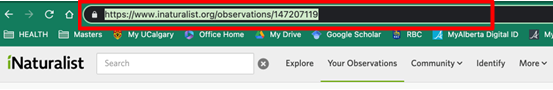 https://www.inaturalist.org/observations/147207119
HEALTH Masters My UCalgary Office Home My Drive Google Scholar RBC MyAlberta Digital ID
iNaturalist Search Explore Your Observations Community Identify More